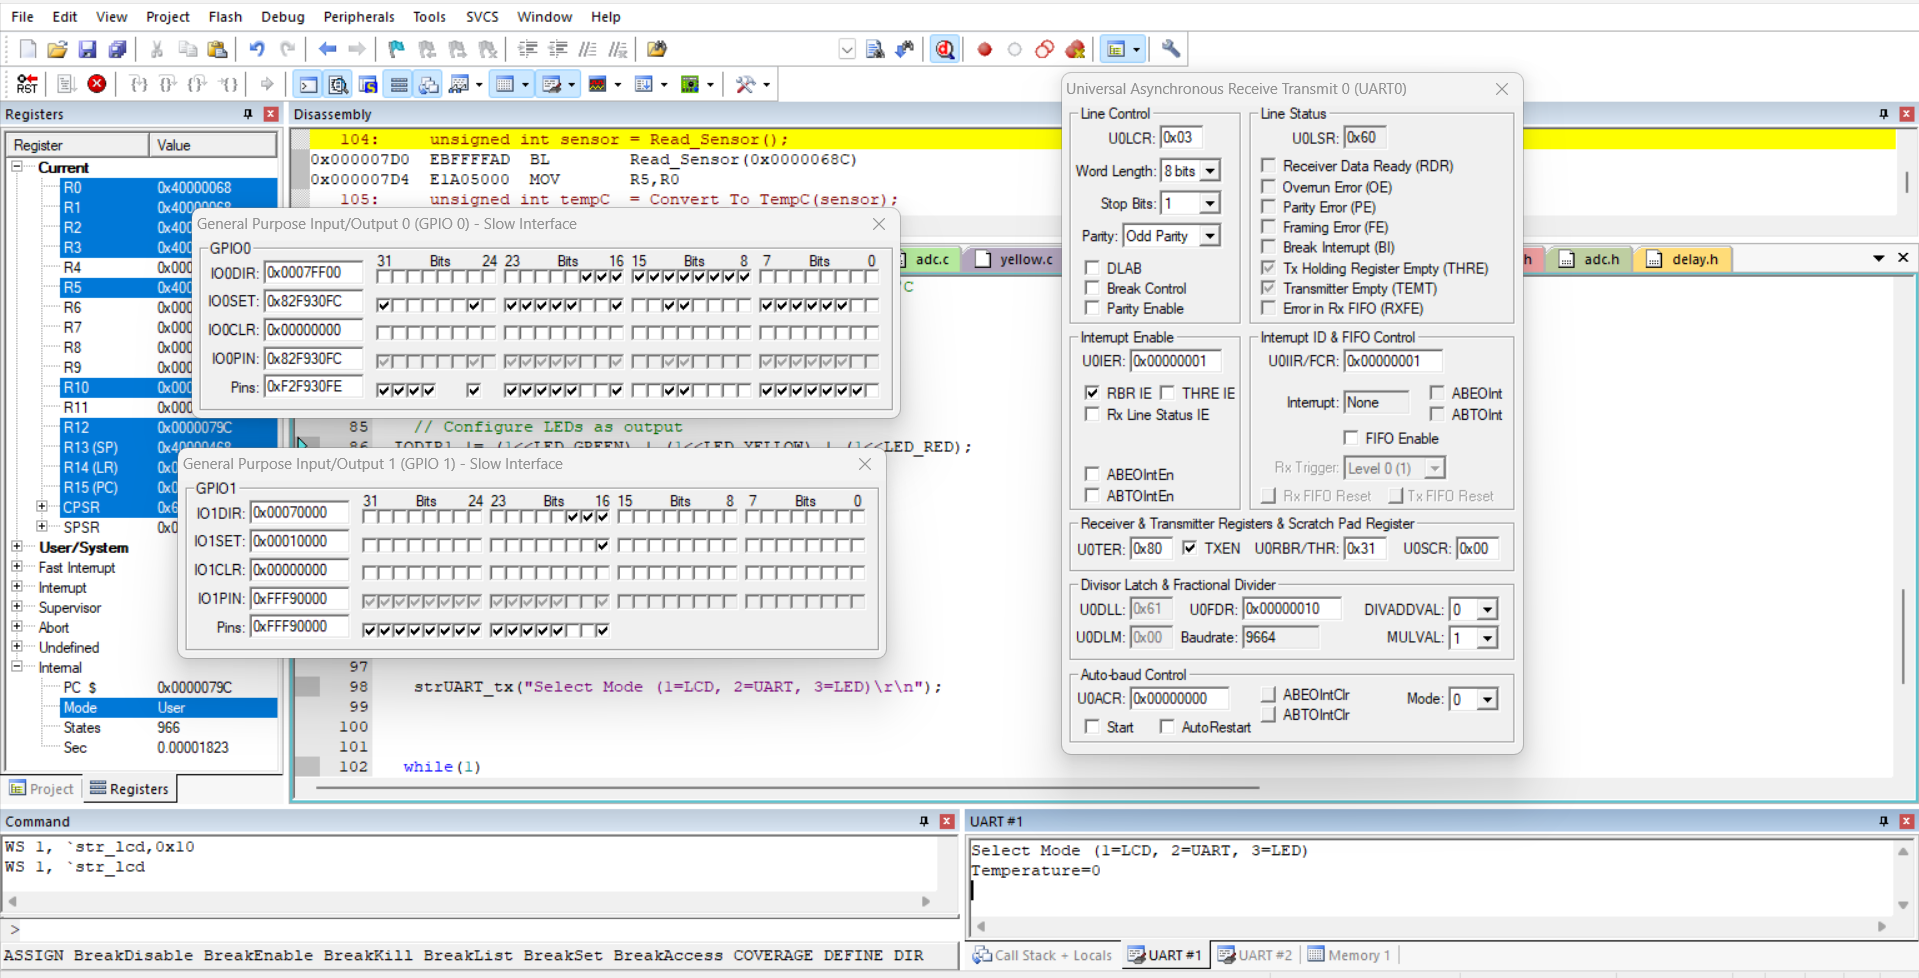 File Edit View Project Flash Debug Peripherals Tools SVCS Window Help
RST
Registers
Register Value
Current
R0 0x40000068
R1 0x40000068
R2 0x400
R3 0x400
R4 0x000
R5 0x400
R6 0x000
R7 0x000
R8 0x000
R9 0x000
R10 0x000
R11 0x000
R12 0x0000079C
R13 (SP) 0x40000468
R14 (LR) 0x0
R15 (PC) 0x0
CPSR 0x6
SPSR 0x0
User/System
Fast Interrupt
Interrupt
Supervisor
Abort
Undefined
Internal
PC $ 0x0000079C
Mode User
States 966
Sec 0.00001823
Project Registers
Disassembly
104: unsigned int sensor = Read_Sensor();
0x000007D0 EBFFFFAD BL Read_Sensor(0x0000068C)
0x000007D4 E1A05000 MOV R5,R0
105: unsigned int tempC = Convert_To_TempC(sensor);
adc.c yellow.c h adc.h delay.h
C
85 // Configure LEDs as output
86 IODIR1 |= (1<<LED_GREEN) | (1<<LED_YELLOW) | (1<<LED_RED);
97
98 strUART_tx("Select Mode (1=LCD, 2=UART, 3=LED)\r\n");
99
100
101
102 while(1)
General Purpose Input/Output 0 (GPIO 0) - Slow Interface
GPIO0
31 Bits 24 23 Bits 16 15 Bits 8 7 Bits 0
IO0DIR: 0x0007FF00
IO0SET: 0x82F930FC
IO0CLR: 0x00000000
IO0PIN: 0x82F930FC
Pins: 0xF2F930FE
General Purpose Input/Output 1 (GPIO 1) - Slow Interface
GPIO1
31 Bits 24 23 Bits 16 15 Bits 8 7 Bits 0
IO1DIR: 0x00070000
IO1SET: 0x00010000
IO1CLR: 0x00000000
IO1PIN: 0xFFF90000
Pins: 0xFFF90000
Universal Asynchronous Receive Transmit 0 (UART0)
Line Control
U0LCR: 0x03
Word Length: 8 bits
Stop Bits: 1
Parity: Odd Parity
DLAB
Break Control
Parity Enable
Line Status
U0LSR: 0x60
Receiver Data Ready (RDR)
Overrun Error (OE)
Parity Error (PE)
Framing Error (FE)
Break Interrupt (BI)
Tx Holding Register Empty (THRE)
Transmitter Empty (TEMT)
Error in Rx FIFO (RXFE)
Interrupt Enable
U0IER: 0x00000001
RBR IE THRE IE
Rx Line Status IE
ABEOIntEn
ABTOIntEn
Interrupt ID & FIFO Control
U0IIR/FCR: 0x00000001
Interrupt: None
ABEOInt
ABTOInt
FIFO Enable
Rx Trigger: Level 0 (1)
Rx FIFO Reset Tx FIFO Reset
Receiver & Transmitter Registers & Scratch Pad Register
U0TER: 0x80 TXEN U0RBR/THR: 0x31 U0SCR: 0x00
Divisor Latch & Fractional Divider
U0DLL: 0x61 U0FDR: 0x00000010 DIVADDVAL: 0
U0DLM: 0x00 Baudrate: 9664 MULVAL: 1
Auto-baud Control
U0ACR: 0x00000000 ABEOIntClr Mode: 0
ABTOIntClr
Start AutoRestart
Command
WS 1, `str_lcd,0x10
WS 1, `str_lcd
>
ASSIGN BreakDisable BreakEnable BreakKill BreakList BreakSet BreakAccess COVERAGE DEFINE DIR
UART #1
Select Mode (1=LCD, 2=UART, 3=LED)
Temperature=0
Call Stack + Locals UART #1 UART #2 Memory 1